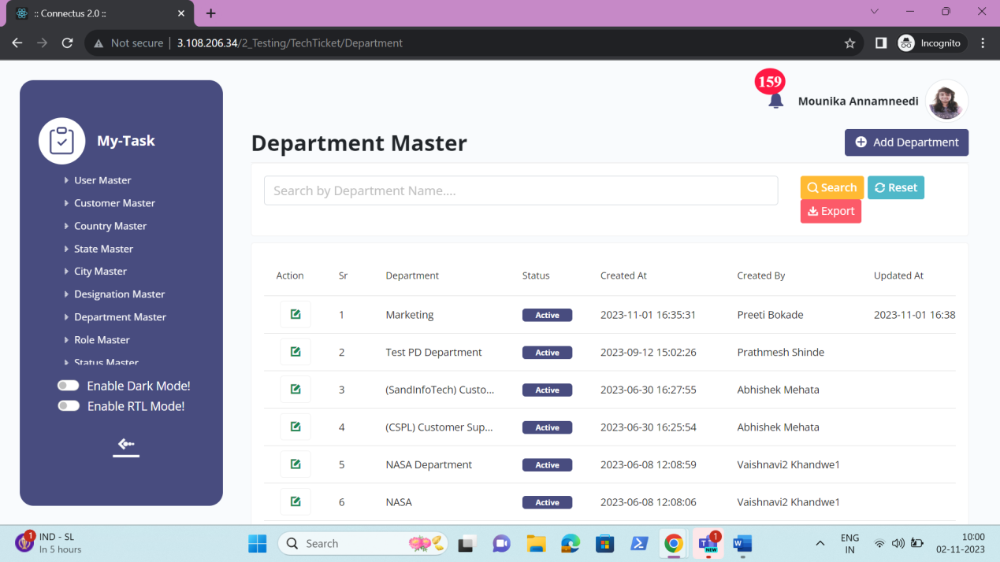 :: Connectus 2.0 ::
Not secure 3.108.206.34/2_Testing/TechTicket/Department Incognito
159
Mounika Annamneedi
My-Task
User Master
Customer Master
Country Master
State Master
City Master
Designation Master
Department Master
Role Master
Status Master
Enable Dark Mode!
Enable RTL Mode!
Department Master Add Department
Search by Department Name.... Search Reset
Export
Action Sr Department Status Created At Created By Updated At
1 Marketing Active 2023-11-01 16:35:31 Preeti Bokade 2023-11-01 16:38
2 Test PD Department Active 2023-09-12 15:02:26 Prathmesh Shinde
3 (SandInfoTech) Custo... Active 2023-06-30 16:27:55 Abhishek Mehata
4 (CSPL) Customer Sup... Active 2023-06-30 16:25:54 Abhishek Mehata
5 NASA Department Active 2023-06-08 12:08:59 Vaishnavi2 Khandwe1
6 NASA Active 2023-06-08 12:08:06 Vaishnavi2 Khandwe1
1 IND - SL
In 5 hours
Search
T 1 NEW
W
ENG
IN
10:00
02-11-2023